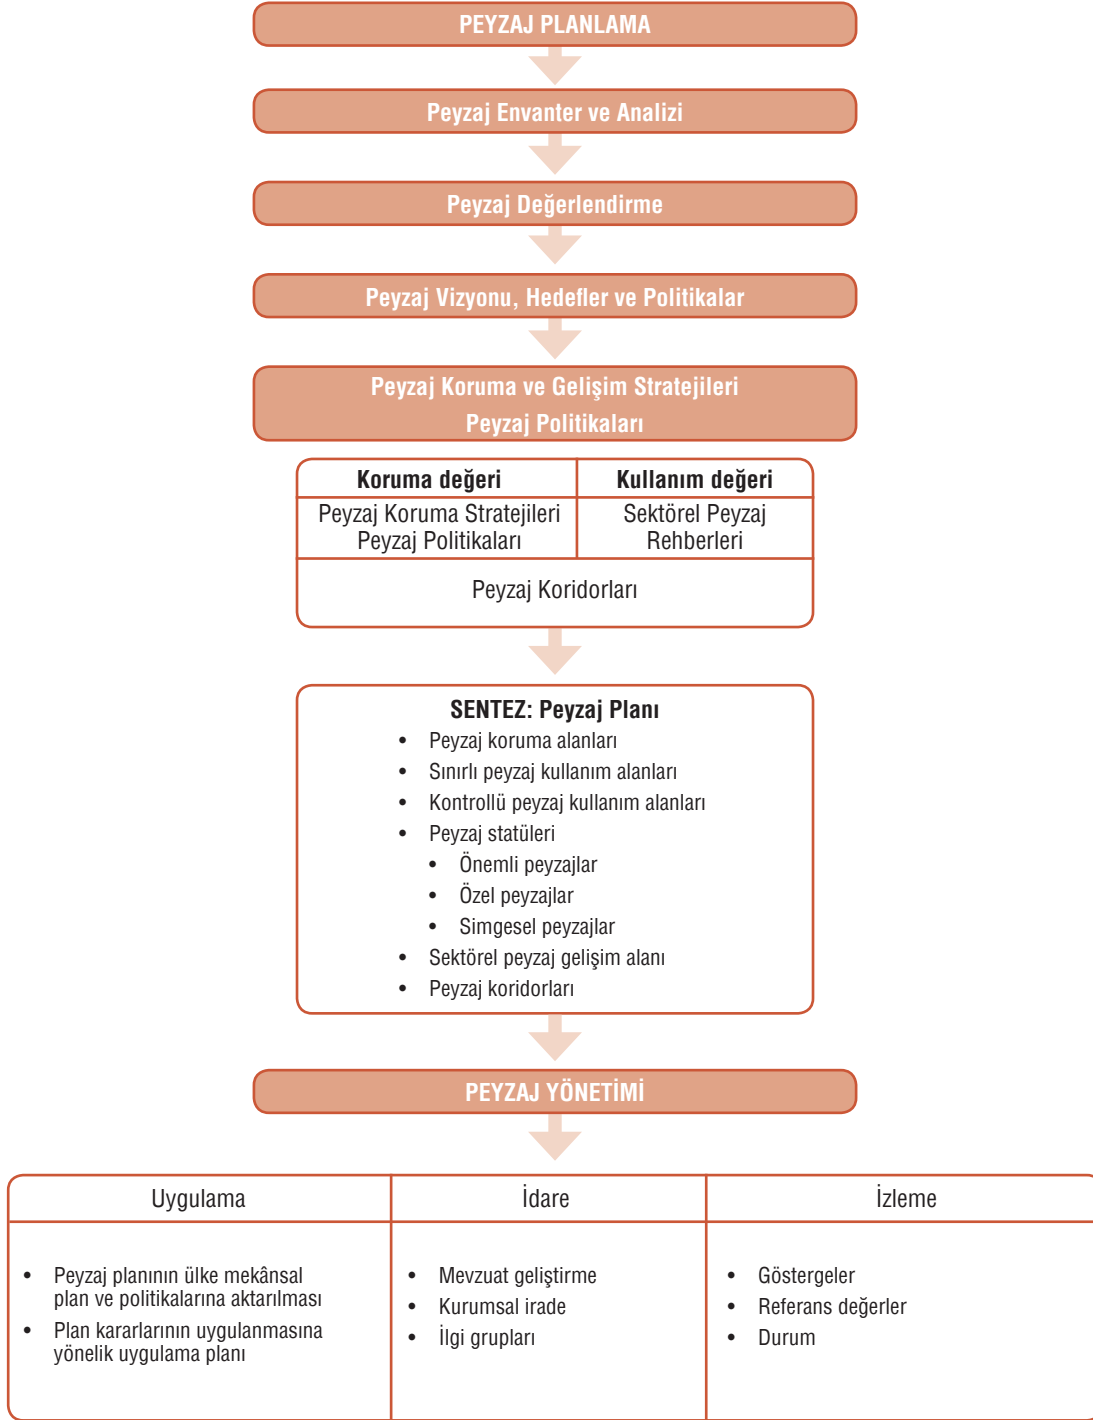 PEYZAJ PLANLAMA
Peyzaj Envanter ve Analizi
Peyzaj Değerlendirme
Peyzaj Vizyonu, Hedefler ve Politikalar
Peyzaj Koruma ve Gelişim Stratejileri
Peyzaj Politikaları
Koruma değeri
Kullanım değeri
Peyzaj Koruma Stratejileri
Peyzaj Politikaları
Sektörel Peyzaj
Rehberleri
Peyzaj Koridorları
SENTEZ: Peyzaj Planı
• Peyzaj koruma alanları
• Sınırlı peyzaj kullanım alanları
• Kontrollü peyzaj kullanım alanları
• Peyzaj statüleri
• Önemli peyzajlar
• Özel peyzajlar
• Simgesel peyzajlar
• Sektörel peyzaj gelişim alanı
• Peyzaj koridorları
PEYZAJ YÖNETİMİ
Uygulama
• Peyzaj planının ülke mekânsal
plan ve politikalarına aktarılması
• Plan kararlarının uygulanmasına
yönelik uygulama planı
İdare
• Mevzuat geliştirme
• Kurumsal irade
• İlgi grupları
İzleme
• Göstergeler
• Referans değerler
• Durum